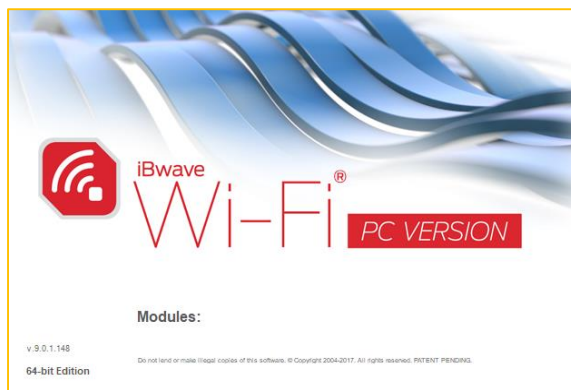 iBwave
Wi-Fi®
PC VERSION
Modules:
v.9.0.1.148
64-bit Edition
Do not lend or make illegal copies of this software. © Copyright 2004-2017. All rights reserved. PATENT PENDING.